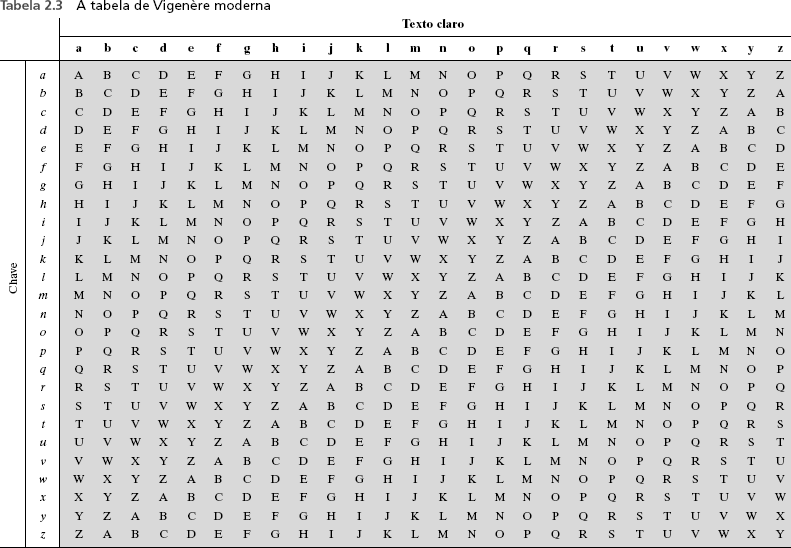 Tabela 2.3 A tabela de Vigenère moderna
Texto claro
a b c d e f g h i j k l m n o p q r s t u v w x y z
Chave
a A B C D E F G H I J K L M N O P Q R S T U V W X Y Z
b B C D E F G H I J K L M N O P Q R S T U V W X Y Z A
c C D E F G H I J K L M N O P Q R S T U V W X Y Z A B
d D E F G H I J K L M N O P Q R S T U V W X Y Z A B C
e E F G H I J K L M N O P Q R S T U V W X Y Z A B C D
f F G H I J K L M N O P Q R S T U V W X Y Z A B C D E
g G H I J K L M N O P Q R S T U V W X Y Z A B C D E F
h H I J K L M N O P Q R S T U V W X Y Z A B C D E F G
i I J K L M N O P Q R S T U V W X Y Z A B C D E F G H
j J K L M N O P Q R S T U V W X Y Z A B C D E F G H I
k K L M N O P Q R S T U V W X Y Z A B C D E F G H I J
l L M N O P Q R S T U V W X Y Z A B C D E F G H I J K
m M N O P Q R S T U V W X Y Z A B C D E F G H I J K L
n N O P Q R S T U V W X Y Z A B C D E F G H I J K L M
o O P Q R S T U V W X Y Z A B C D E F G H I J K L M N
p P Q R S T U V W X Y Z A B C D E F G H I J K L M N O
q Q R S T U V W X Y Z A B C D E F G H I J K L M N O P
r R S T U V W X Y Z A B C D E F G H I J K L M N O P Q
s S T U V W X Y Z A B C D E F G H I J K L M N O P Q R
t T U V W X Y Z A B C D E F G H I J K L M N O P Q R S
u U V W X Y Z A B C D E F G H I J K L M N O P Q R S T
v V W X Y Z A B C D E F G H I J K L M N O P Q R S T U
w W X Y Z A B C D E F G H I J K L M N O P Q R S T U V
x X Y Z A B C D E F G H I J K L M N O P Q R S T U V W
y Y Z A B C D E F G H I J K L M N O P Q R S T U V W X
z Z A B C D E F G H I J K L M N O P Q R S T U V W X Y